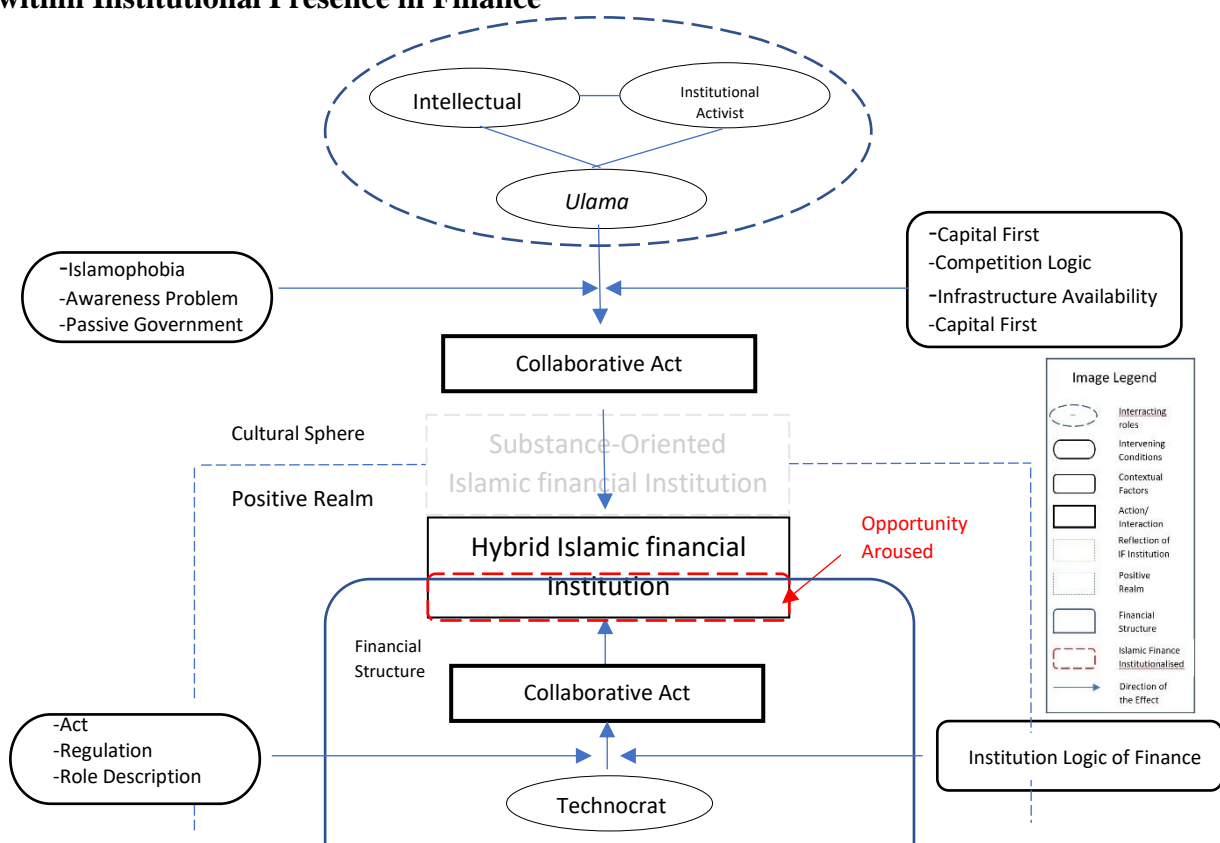 within Institutional Presence in Finance
Intellectual
Institutional
Activist
Ulama
-Islamophobia
-Awareness Problem
-Passive Government
-Capital First
-Competition Logic
-Infrastructure Availability
-Capital First
Collaborative Act
Cultural Sphere
Positive Realm
Substance-Oriented
Islamic financial Institution
Hybrid Islamic financial
Institution
Opportunity
Aroused
Financial
Structure
Collaborative Act
-Act
-Regulation
-Role Description
Institution Logic of Finance
Technocrat
Image Legend
Interracting
roles
Intervening
Conditions
Contextual
Factors
Action/
Interaction
Reflection of
IF Institution
Positive
Realm
Financial
Structure
Islamic Finance
Institutionalised
Direction of
the Effect